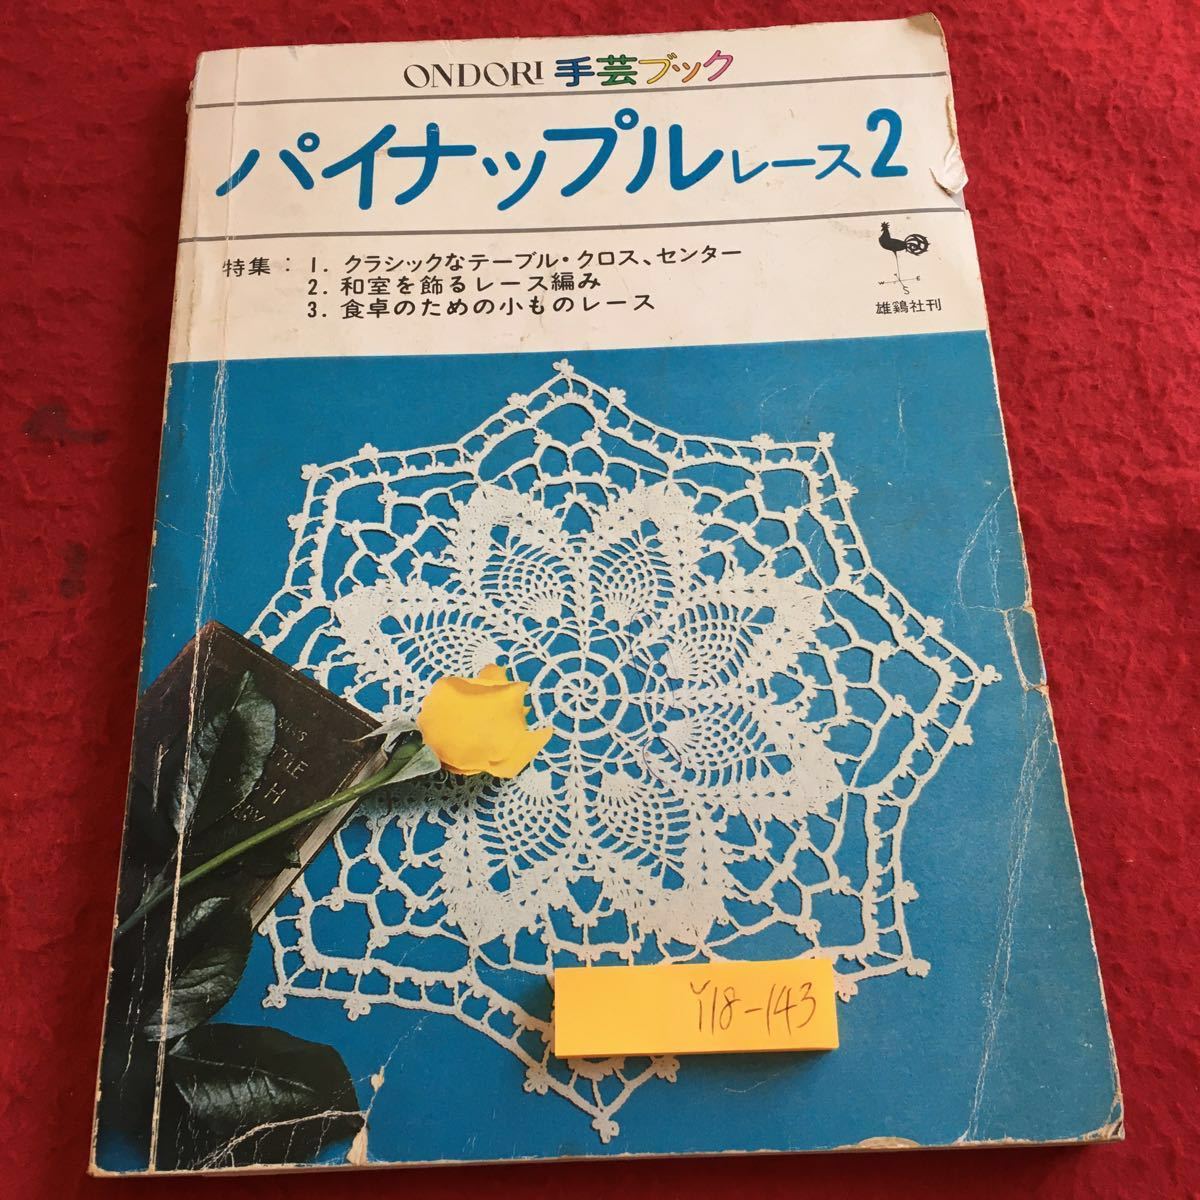 ONDORI 手芸ブック
パイナップルレース2
特集: 1. クラシックなテーブル・クロス、センター
2. 和室を飾るレース編み
3. 食卓のための小ものレース
W E
S
雄鶏社刊
Y18-143